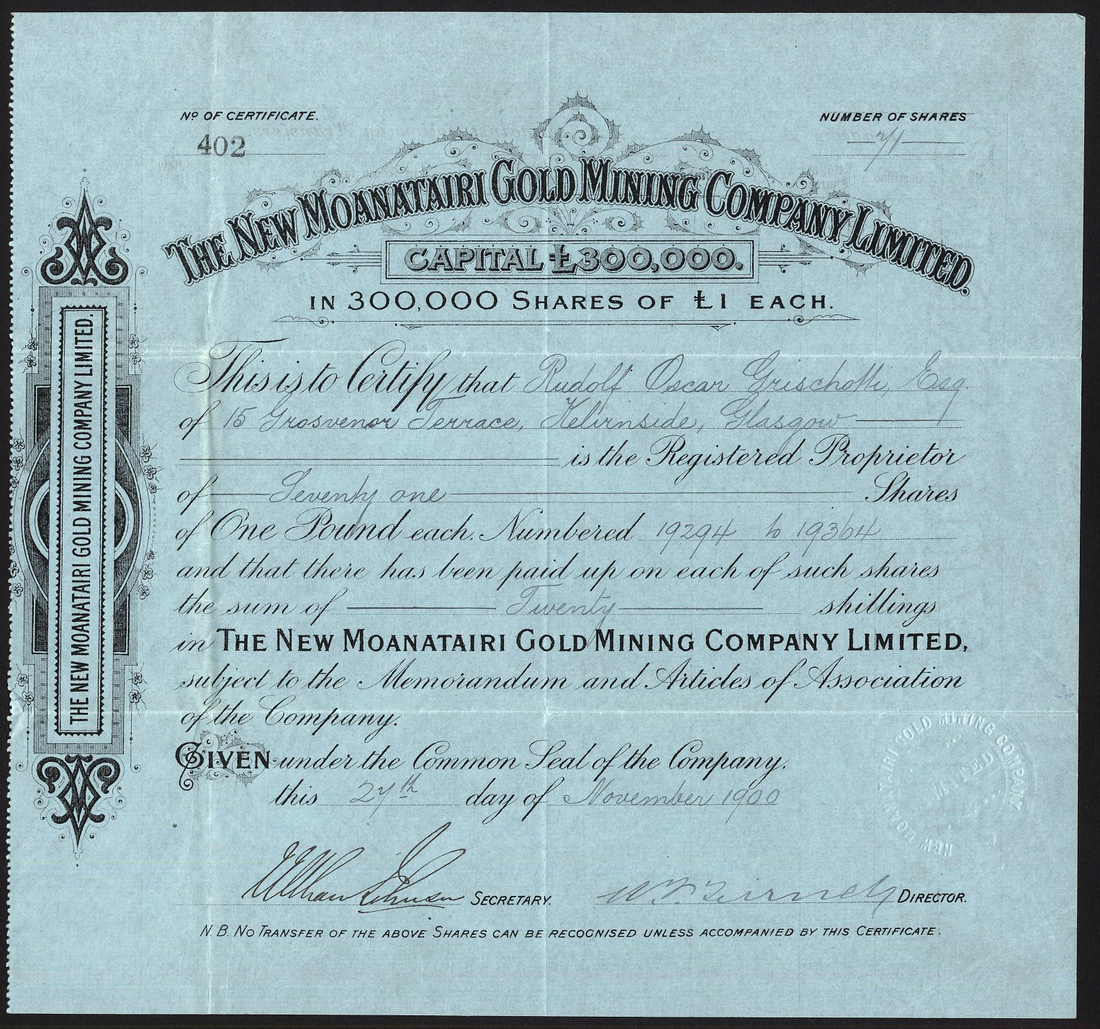 Nº OF CERTIFICATE.
402
NUMBER OF SHARES
71
THE NEW MOANATAIRI GOLD MINING COMPANY LIMITED.
CAPITAL £300,000.
IN 300,000 SHARES OF £1 EACH.
This is to Certify that Rudolf Oscar Grischotti, Esq.
of 15 Grosvenor Terrace, Kelvinside, Glasgow
is the Registered Proprietor
of Seventy one Shares
of One Pound each. Numbered 19294 to 19364
and that there has been paid up on each of such shares
the sum of Twenty shillings
in THE NEW MOANATAIRI GOLD MINING COMPANY LIMITED,
subject to the Memorandum and Articles of Association
of the Company.
GIVEN under the Common Seal of the Company.
this 27th day of November 1900
William Johnson SECRETARY.
DIRECTOR.
N.B. NO TRANSFER OF THE ABOVE SHARES CAN BE RECOGNISED UNLESS ACCOMPANIED BY THIS CERTIFICATE.
THE NEW MOANATAIRI GOLD MINING COMPANY LIMITED.
NEW MOANATAIRI GOLD MINING COMPANY
LIMITED